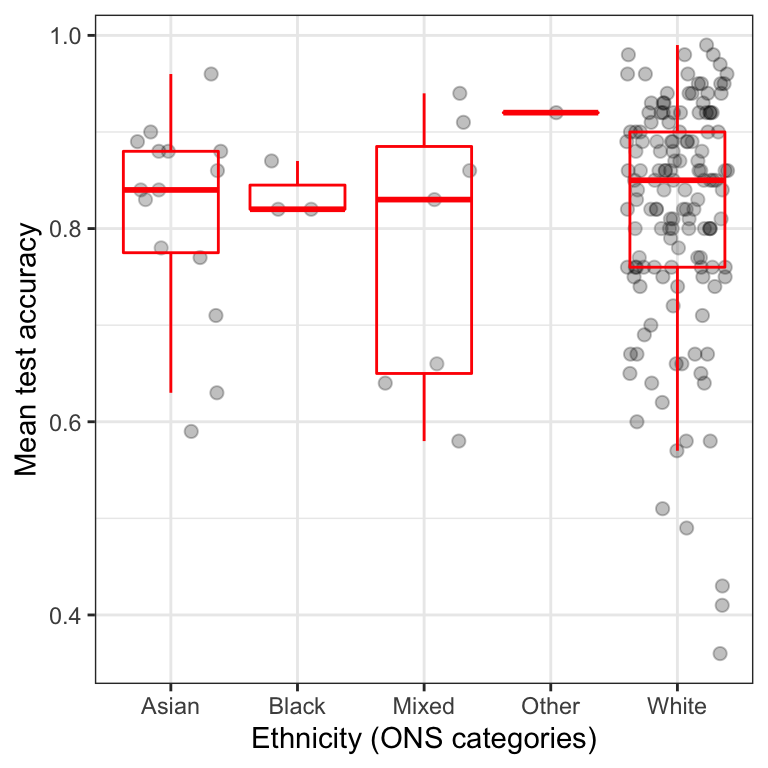 1.0
0.8
0.6
0.4
Mean test accuracy
Asian Black Mixed Other White
Ethnicity (ONS categories)